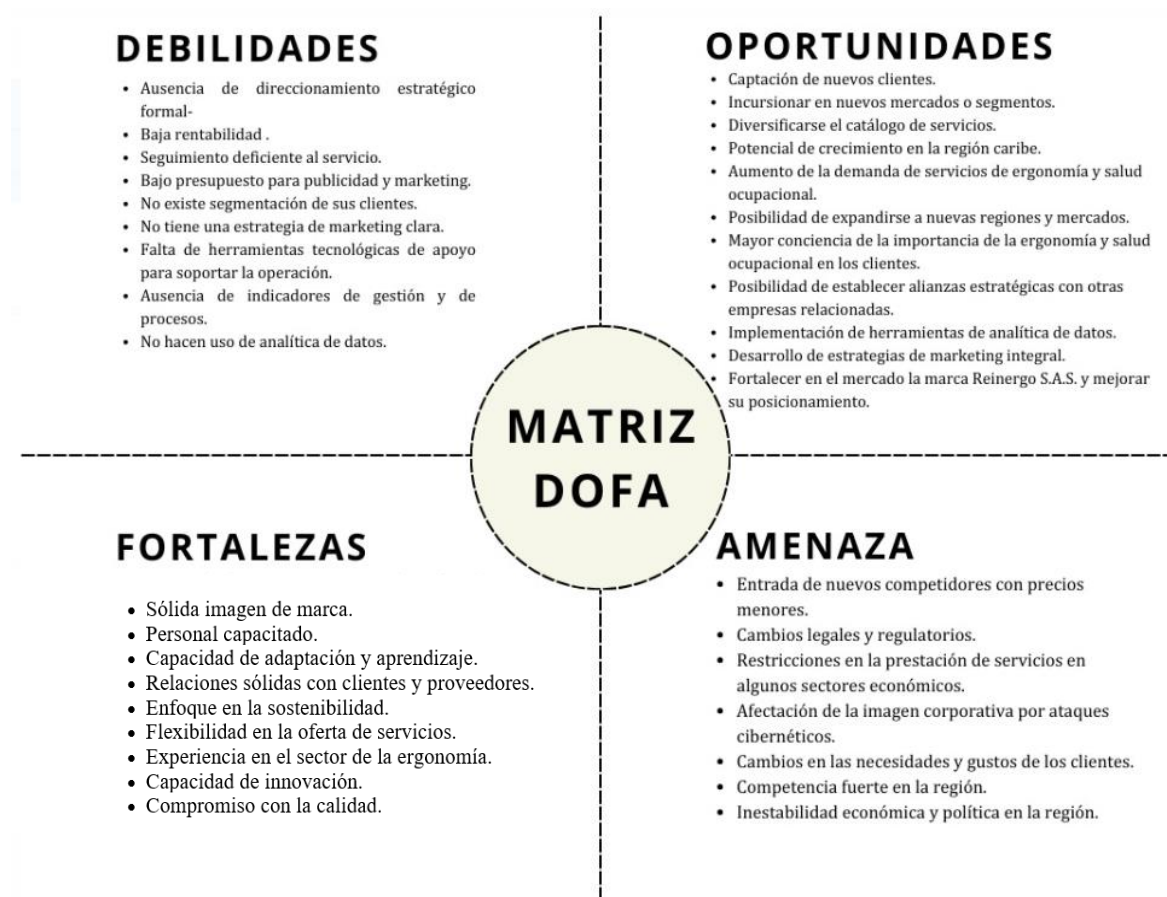 DEBILIDADES
• Ausencia de direccionamiento estratégico
formal-
• Baja rentabilidad .
• Seguimiento deficiente al servicio.
• Bajo presupuesto para publicidad y marketing.
• No existe segmentación de sus clientes.
• No tiene una estrategia de marketing clara.
• Falta de herramientas tecnológicas de apoyo
para soportar la operación.
• Ausencia de indicadores de gestión y de
procesos.
• No hacen uso de analítica de datos.
OPORTUNIDADES
• Captación de nuevos clientes.
• Incursionar en nuevos mercados o segmentos.
• Diversificarse el catálogo de servicios.
• Potencial de crecimiento en la región caribe.
• Aumento de la demanda de servicios de ergonomía y salud
ocupacional.
• Posibilidad de expandirse a nuevas regiones y mercados.
• Mayor conciencia de la importancia de la ergonomía y salud
ocupacional en los clientes.
• Posibilidad de establecer alianzas estratégicas con otras
empresas relacionadas.
• Implementación de herramientas de analítica de datos.
• Desarrollo de estrategias de marketing integral.
• Fortalecer en el mercado la marca Reinergo S.A.S. y mejorar
su posicionamiento.
MATRIZ
DOFA
FORTALEZAS
• Sólida imagen de marca.
• Personal capacitado.
• Capacidad de adaptación y aprendizaje.
• Relaciones sólidas con clientes y proveedores.
• Enfoque en la sostenibilidad.
• Flexibilidad en la oferta de servicios.
• Experiencia en el sector de la ergonomía.
• Capacidad de innovación.
• Compromiso con la calidad.
AMENAZA
• Entrada de nuevos competidores con precios
menores.
• Cambios legales y regulatorios.
• Restricciones en la prestación de servicios en
algunos sectores económicos.
• Afectación de la imagen corporativa por ataques
cibernéticos.
• Cambios en las necesidades y gustos de los clientes.
• Competencia fuerte en la región.
• Inestabilidad económica y política en la región.